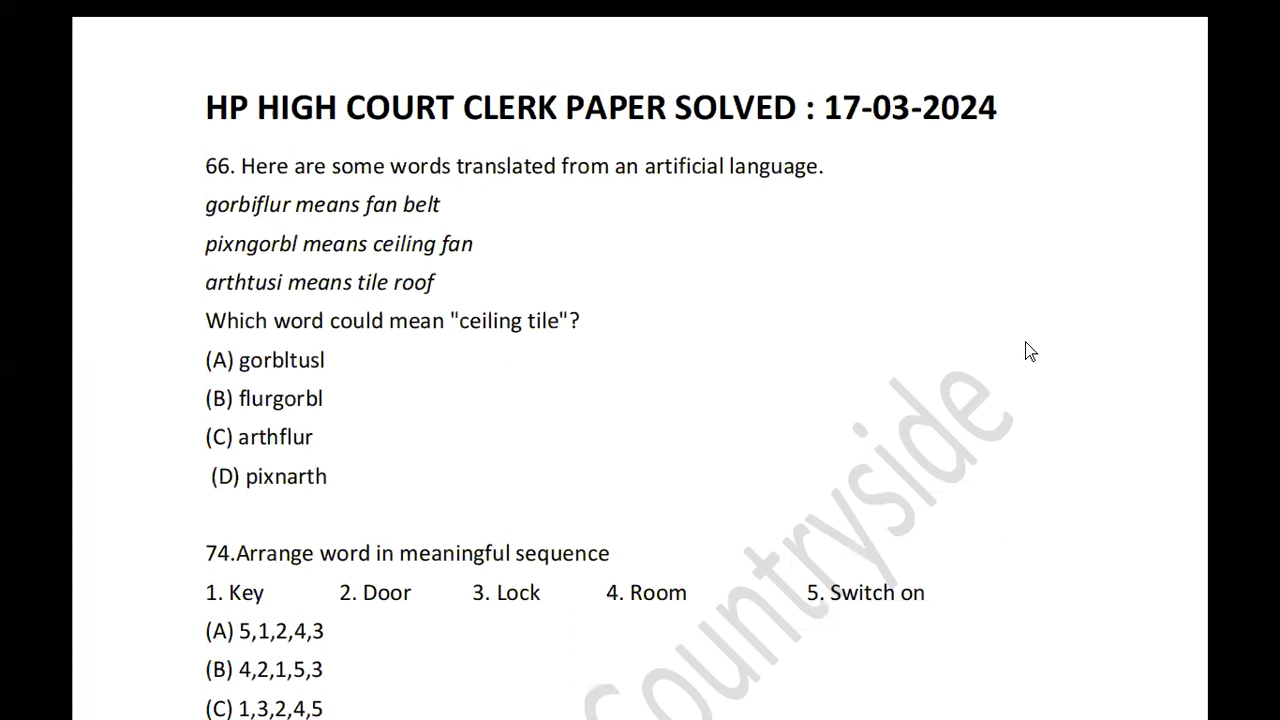 HP HIGH COURT CLERK PAPER SOLVED : 17-03-2024
66. Here are some words translated from an artificial language.
gorbiflur means fan belt
pixngorbl means ceiling fan
arthtusi means tile roof
Which word could mean "ceiling tile"?
(A) gorbltusl
(B) flurgorbl
(C) arthflur
(D) pixnarth
74.Arrange word in meaningful sequence
1. Key 2. Door 3. Lock 4. Room 5. Switch on
(A) 5,1,2,4,3
(B) 4,2,1,5,3
(C) 1,3,2,4,5
Countryside